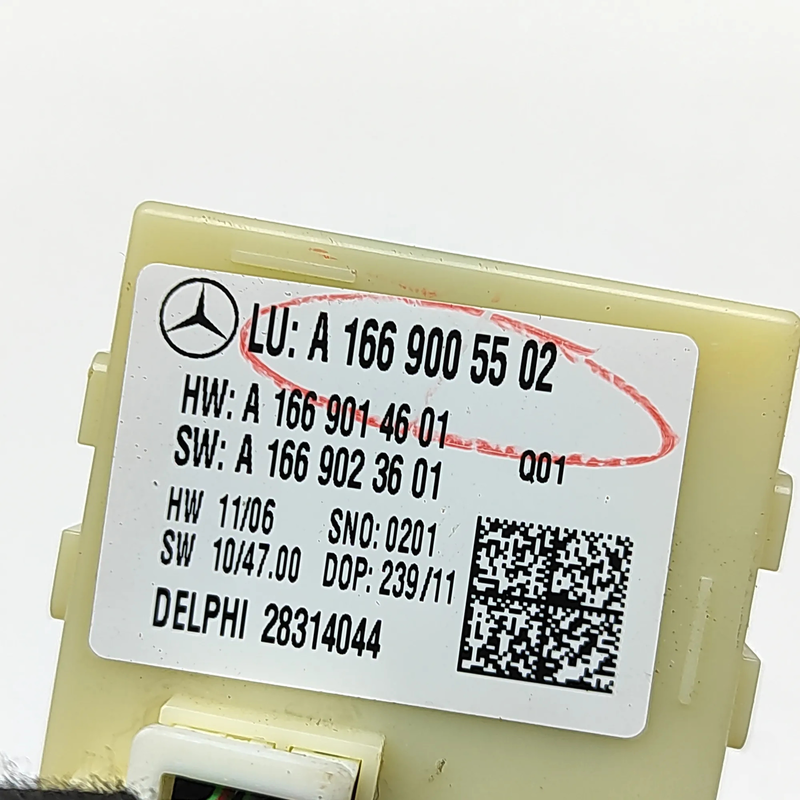 LU: A 166 900 55 02
HW: A 166 901 46 01
SW: A 166 902 36 01 Q01
HW 11/06 SNO: 0201
SW 10/47.00 DOP: 239/11
DELPHI 28314044